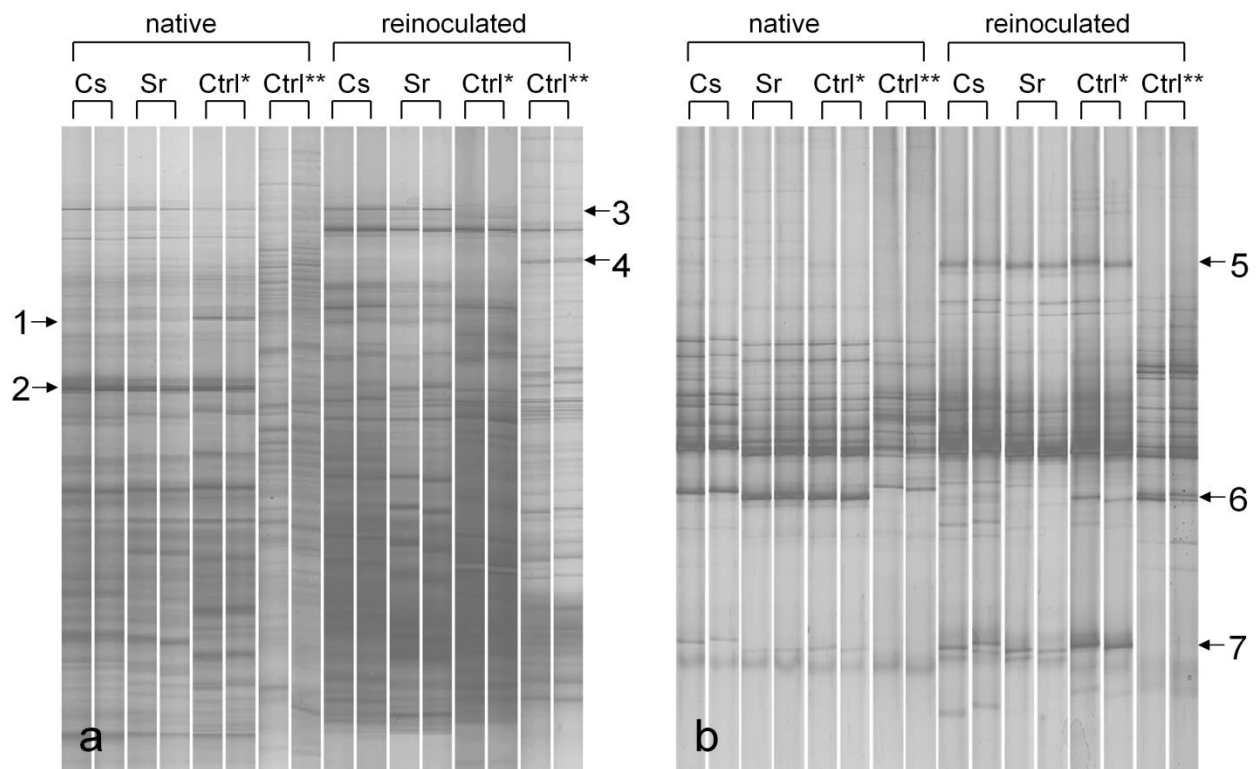 native reinoculated native reinoculated
Cs Sr Ctrl* Ctrl** Cs Sr Ctrl* Ctrl** Cs Sr Ctrl* Ctrl** Cs Sr Ctrl* Ctrl**
3
4
5
1
2
6
7
a b